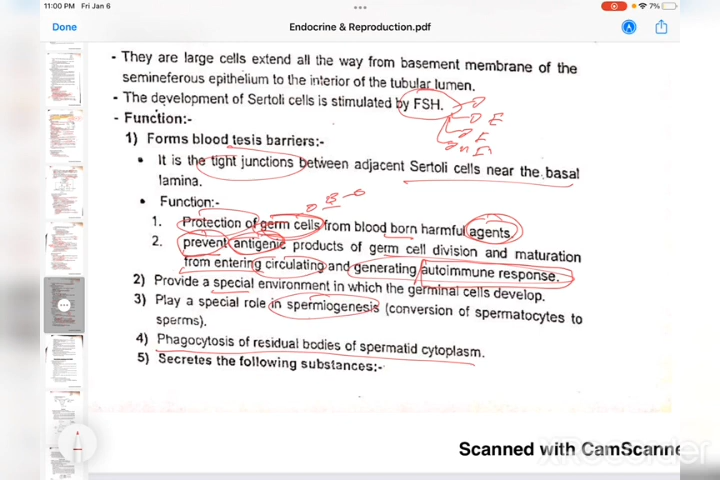 11:00 PM Fri Jan 6
7%
Done
Endocrine & Reproduction.pdf
- They are large cells extend all the way from basement membrane of the
semineferous epithelium to the interior of the tubular lumen.
- The development of Sertoli cells is stimulated by FSH.
- Function:-
1) Forms blood tesis barriers:-
• It is the tight junctions between adjacent Sertoli cells near the basal
lamina.
• Function:-
1. Protection of germ cells from blood born harmful agents.
2. prevent antigenic products of germ cell division and maturation
from entering circulating and generating autoimmune response.
2) Provide a special environment in which the germinal cells develop.
3) Play a special role in spermiogenesis (conversion of spermatocytes to
sperms).
4) Phagocytosis of residual bodies of spermatid cytoplasm.
5) Secretes the following substances:-
Scanned with CamScanne
XRecorder